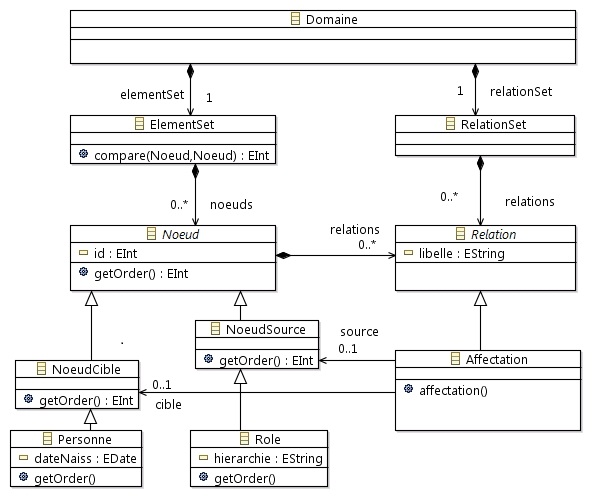 Domaine
elementSet
1
1
relationSet
ElementSet
compare(Noeud,Noeud) : EInt
RelationSet
0..*
noeuds
0..*
relations
Noeud
id : EInt
getOrder() : EInt
relations
0..*
Relation
libelle : EString
NoeudSource
getOrder() : EInt
source
0..1
Affectation
affectation()
NoeudCible
getOrder() : EInt
0..1
cible
Personne
dateNaiss : EDate
getOrder()
Role
hierarchie : EString
getOrder()